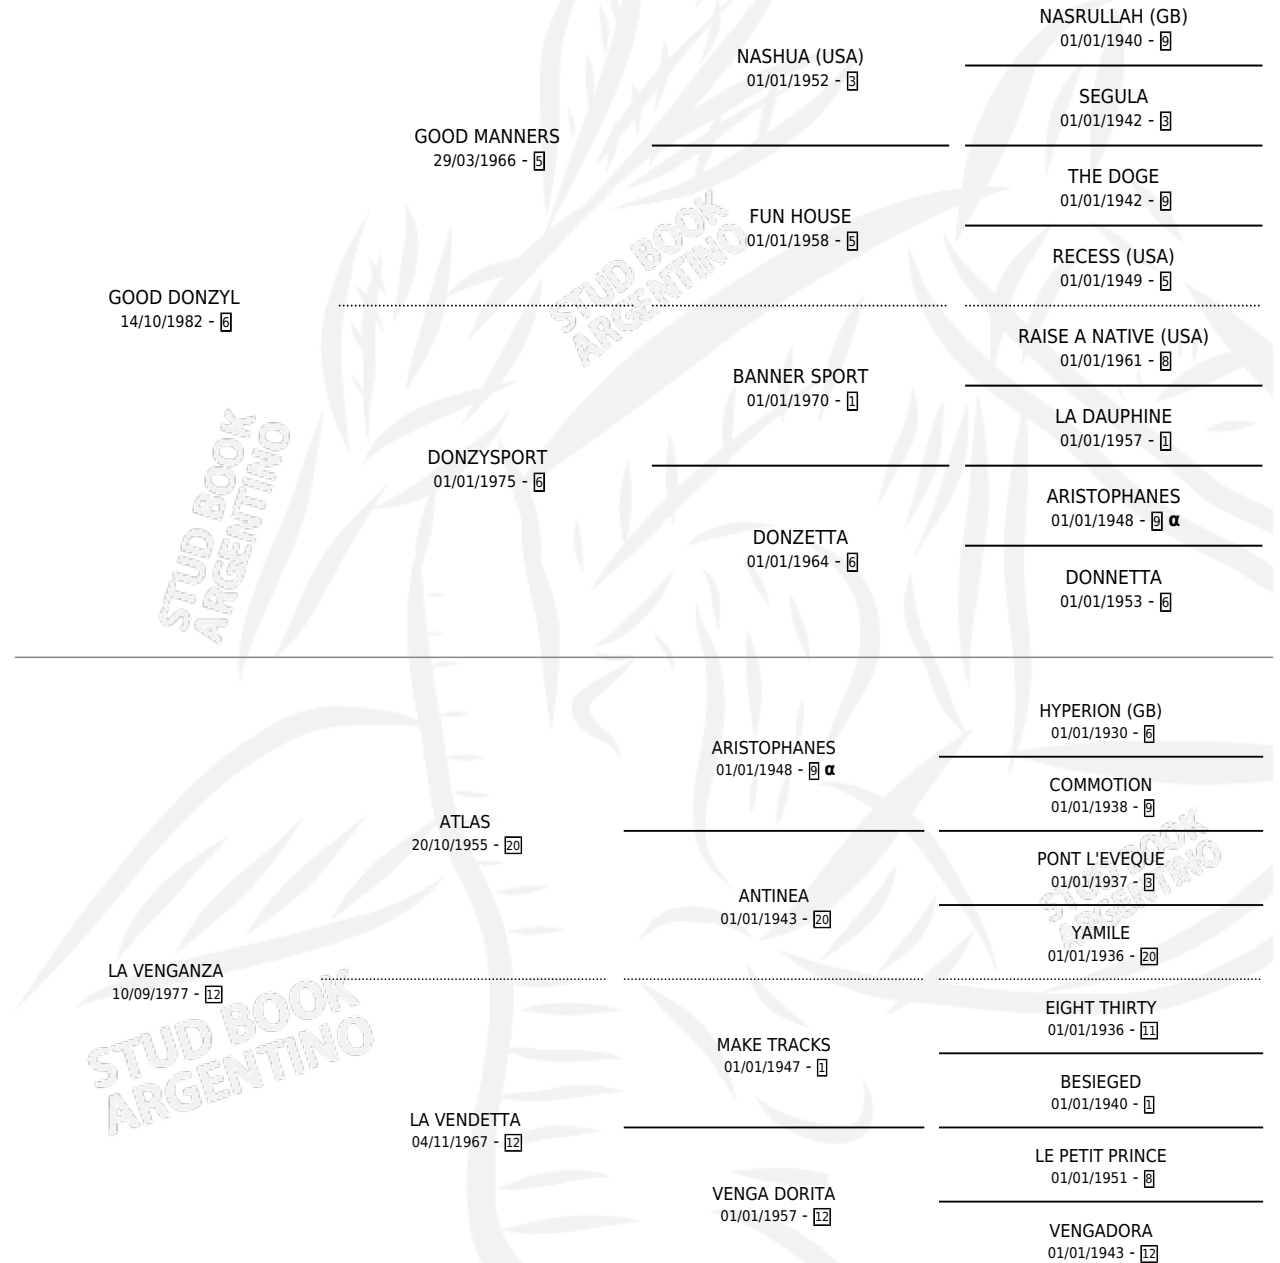 NASRULLAH (GB)
01/01/1940 - 9
NASHUA (USA)
01/01/1952 - 3
SEGULA
01/01/1942 - 3
GOOD MANNERS
29/03/1966 - 5
THE DOGE
01/01/1942 - 9
FUN HOUSE
01/01/1958 - 5
RECESS (USA)
01/01/1949 - 5
GOOD DONZYL
14/10/1982 - 6
RAISE A NATIVE (USA)
01/01/1961 - 8
BANNER SPORT
01/01/1970 - 1
LA DAUPHINE
01/01/1957 - 1
DONZYSPORT
01/01/1975 - 6
ARISTOPHANES
01/01/1948 - 9 α
DONZETTA
01/01/1964 - 6
DONNETTA
01/01/1953 - 6
HYPERION (GB)
01/01/1930 - 6
ARISTOPHANES
01/01/1948 - 9 α
COMMOTION
01/01/1938 - 9
ATLAS
20/10/1955 - 20
PONT L'EVEQUE
01/01/1937 - 3
ANTINEA
01/01/1943 - 20
YAMILE
01/01/1936 - 20
LA VENGANZA
10/09/1977 - 12
EIGHT THIRTY
01/01/1936 - 11
MAKE TRACKS
01/01/1947 - 1
BESIEGED
01/01/1940 - 1
LA VENDETTA
04/11/1967 - 12
LE PETIT PRINCE
01/01/1951 - 8
VENGA DORITA
01/01/1957 - 12
VENGADORA
01/01/1943 - 12
STUD BOOK
ARGENTINO
STUD BOOK
ARGENTINO
STUD BOOK
ARGENTINO
STUD BOOK
ARGENTINO